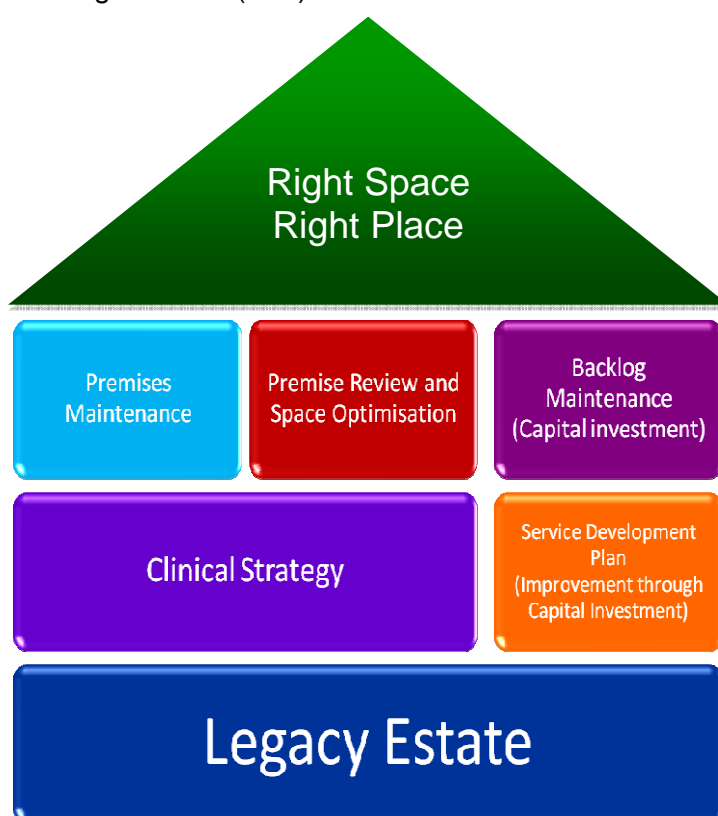 Right Space
Right Place
Premises
Maintenance
Premise Review and
Space Optimisation
Backlog
Maintenance
(Capital investment)
Clinical Strategy
Service Development
Plan
(Improvement through
Capital Investment)
Legacy Estate